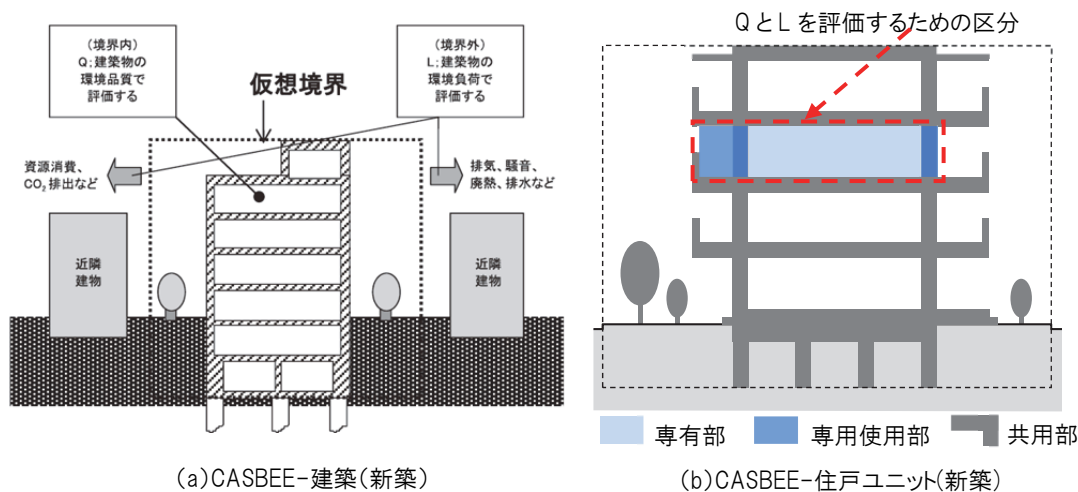 （境界内）
Q：建築物の
環境品質で
評価する
（境界外）
L；建築物の
環境負荷で
評価する
仮想境界
資源消費、
CO₂排出など
排気、騒音、
廃熱、排水など
近隣
建物
近隣
建物
(a)CASBEE-建築(新築)
QとLを評価するための区分
専有部
専用使用部
共用部
(b)CASBEE-住戸ユニット(新築)